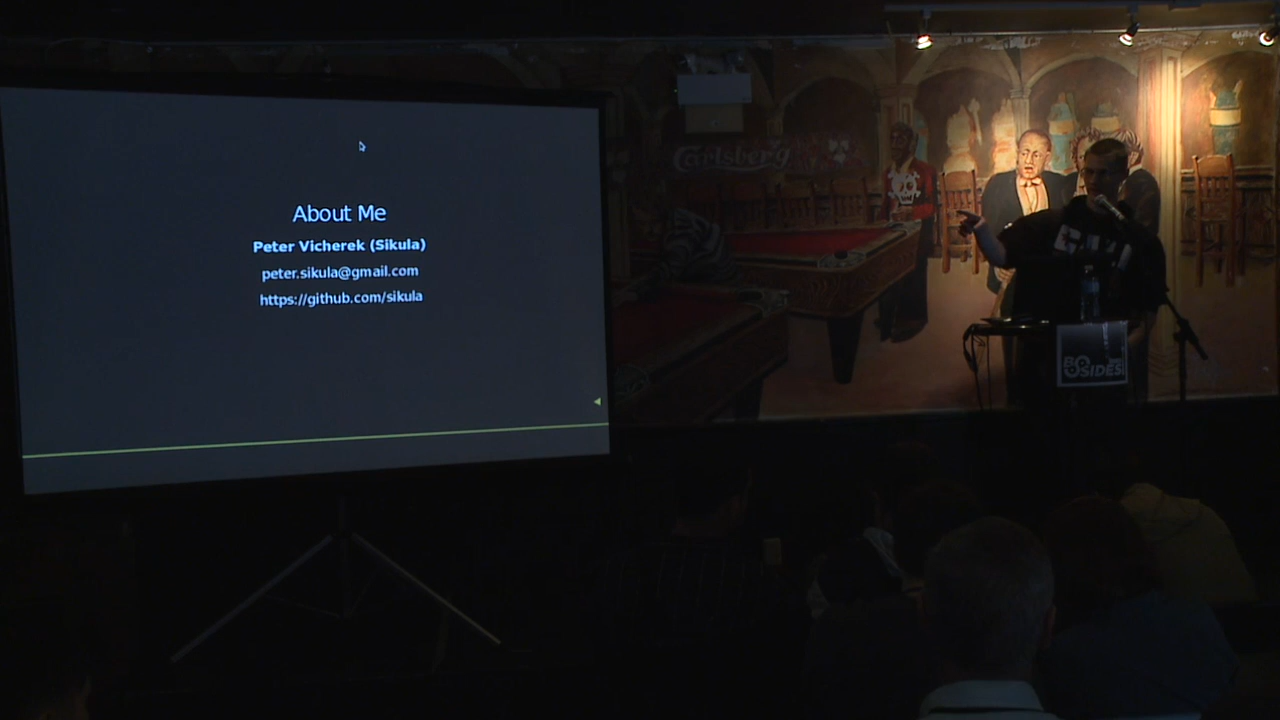 About Me
Peter Vicherek (Sikula)
peter.sikula@gmail.com
https://github.com/sikula
Carlsberg
BSIDES